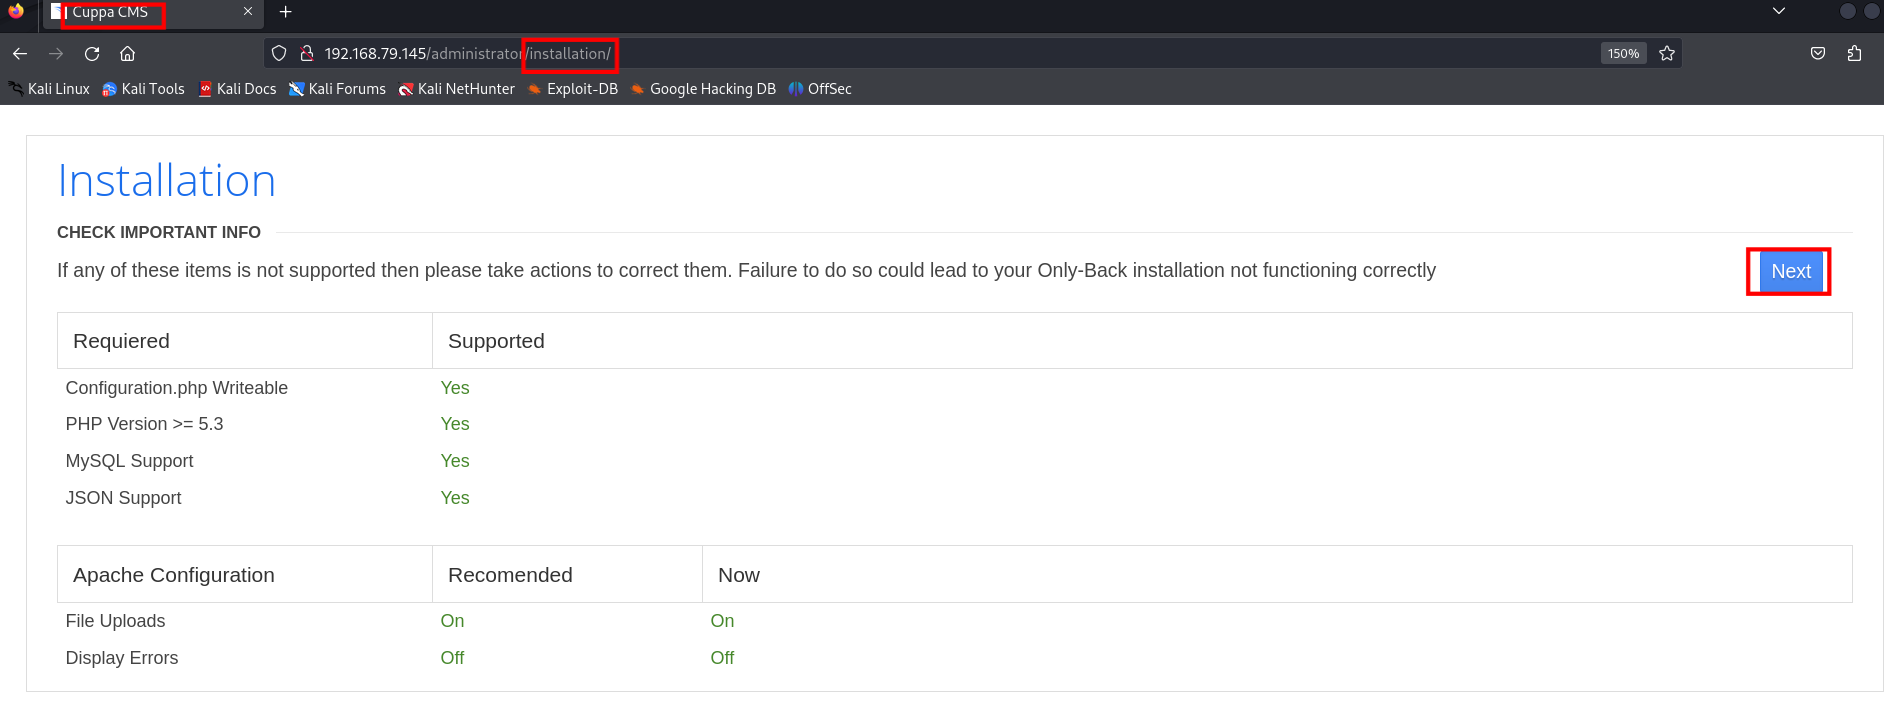 Cuppa CMS
192.168.79.145/administrator/installation/
150%
Kali Linux Kali Tools Kali Docs Kali Forums Kali NetHunter Exploit-DB Google Hacking DB OffSec
Installation
CHECK IMPORTANT INFO
If any of these items is not supported then please take actions to correct them. Failure to do so could lead to your Only-Back installation not functioning correctly
Next
Requiered Supported
Configuration.php Writeable Yes
PHP Version >= 5.3 Yes
MySQL Support Yes
JSON Support Yes
Apache Configuration Recomended Now
File Uploads On On
Display Errors Off Off